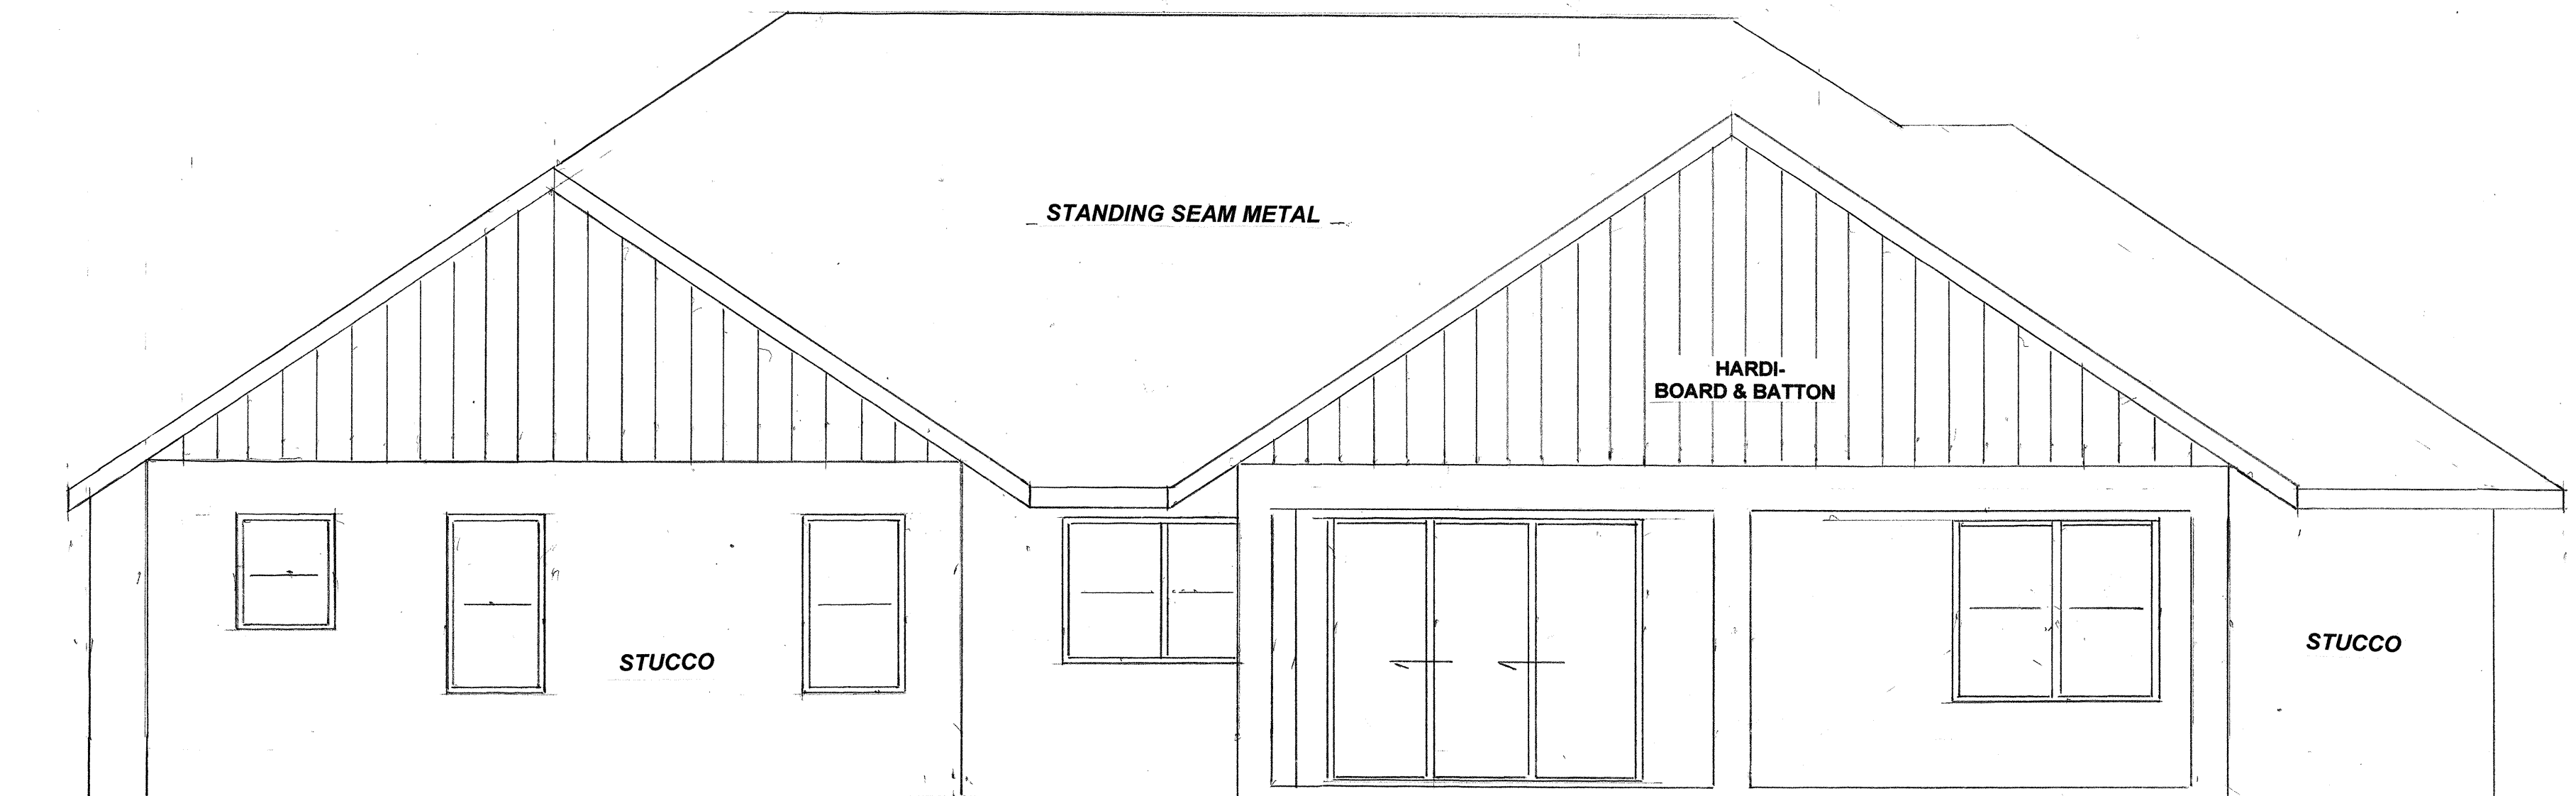 STANDING SEAM METAL
HARDI-
BOARD & BATTON
STUCCO
STUCCO